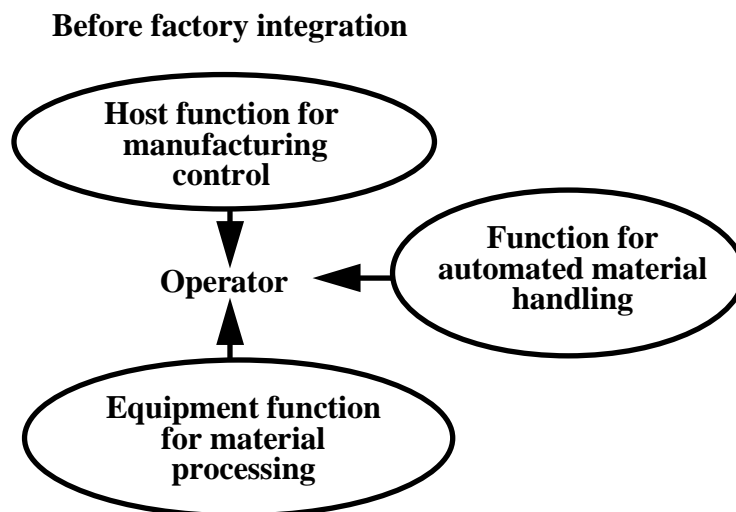 Before factory integration
Host function for
manufacturing
control
Operator
Function for
automated material
handling
Equipment function
for material
processing